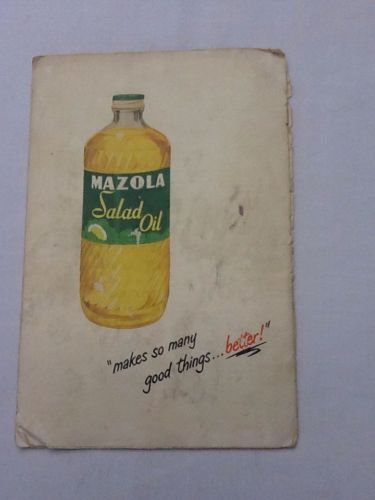 MAZOLA
Salad
Oil
"makes so many
good things... better!"